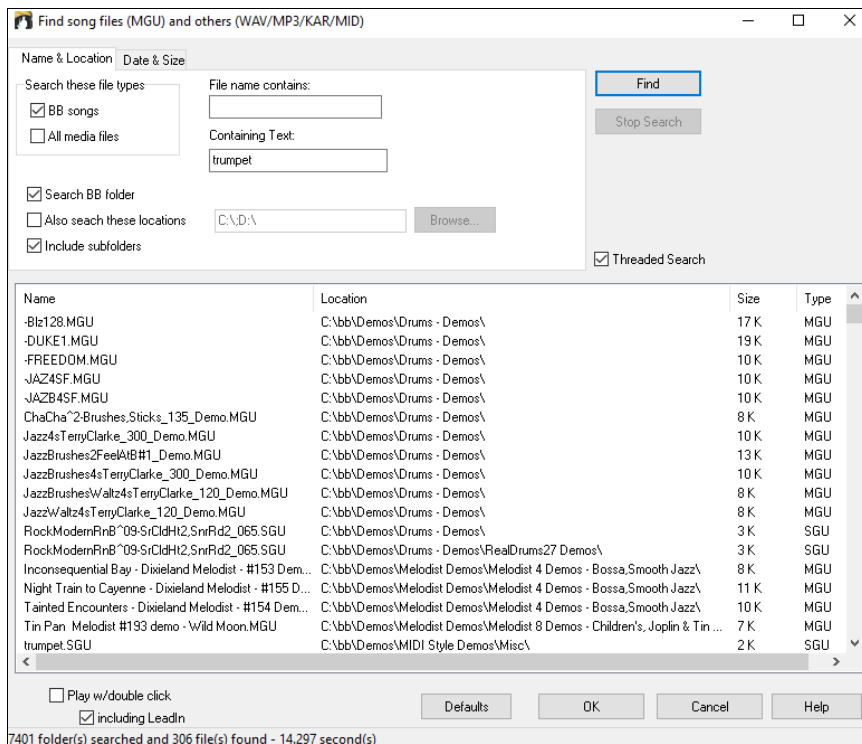 Find song files (MGU) and others (WAV/MP3/KAR/MID)
Name & Location Date & Size
Search these file types
BB songs
All media files
File name contains:
Containing Text:
trumpet
Find
Stop Search
Search BB folder
Also seach these locations C:\;D:\ Browse...
Include subfolders
Threaded Search
Name Location Size Type
-Blz128.MGU C:\bb\Demos\Drums - Demos\ 17 K MGU
-DUKE1.MGU C:\bb\Demos\Drums - Demos\ 19 K MGU
-FREEDOM.MGU C:\bb\Demos\Drums - Demos\ 10 K MGU
-JAZ4SF.MGU C:\bb\Demos\Drums - Demos\ 10 K MGU
-JAZB4SF.MGU C:\bb\Demos\Drums - Demos\ 10 K MGU
ChaCha^2-Brushes,Sticks_135_Demo.MGU C:\bb\Demos\Drums - Demos\ 8 K MGU
Jazz4sTerryClarke_300_Demo.MGU C:\bb\Demos\Drums - Demos\ 10 K MGU
JazzBrushes2FeelAtB#1_Demo.MGU C:\bb\Demos\Drums - Demos\ 13 K MGU
JazzBrushes4sTerryClarke_300_Demo.MGU C:\bb\Demos\Drums - Demos\ 10 K MGU
JazzBrushesWaltz4sTerryClarke_120_Demo.MGU C:\bb\Demos\Drums - Demos\ 8 K MGU
JazzWaltz4sTerryClarke_120_Demo.MGU C:\bb\Demos\Drums - Demos\ 8 K MGU
RockModernRnB^09-SrCldHt2,SnrRd2_065.SGU C:\bb\Demos\Drums - Demos\ 3 K SGU
RockModernRnB^09-SrCldHt2,SnrRd2_065.SGU C:\bb\Demos\Drums - Demos\RealDrums27 Demos\ 3 K SGU
Inconsequential Bay - Dixieland Melodist - #153 Dem... C:\bb\Demos\Melodist Demos\Melodist 4 Demos - Bossa,Smooth Jazz\ 8 K MGU
Night Train to Cayenne - Dixieland Melodist - #155 D... C:\bb\Demos\Melodist Demos\Melodist 4 Demos - Bossa,Smooth Jazz\ 11 K MGU
Tainted Encounters - Dixieland Melodist - #154 Dem... C:\bb\Demos\Melodist Demos\Melodist 4 Demos - Bossa,Smooth Jazz\ 10 K MGU
Tin Pan Melodist #193 demo - Wild Moon.MGU C:\bb\Demos\Melodist Demos\Melodist 8 Demos - Children's, Joplin & Tin ... 7 K MGU
trumpet.SGU C:\bb\Demos\MIDI Style Demos\Misc\ 2 K SGU
Play w/double click
including LeadIn
Defaults OK Cancel Help
7401 folder(s) searched and 306 file(s) found - 14.297 second(s)